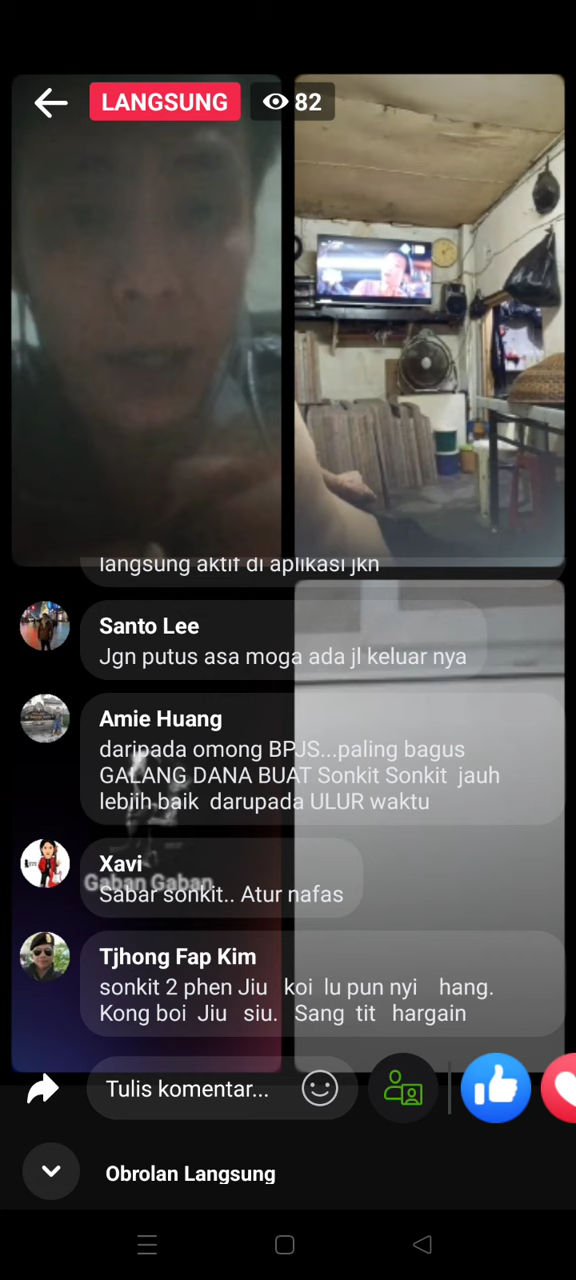 LANGSUNG
82
langsung aktif di aplikasi jkn
Santo Lee
Jgn putus asa moga ada jl keluar nya
Amie Huang
daripada omong BPJS...paling bagus
GALANG DANA BUAT Sonkit Sonkit jauh
lebiih baik darupada ULUR waktu
Xavi
Gaban Gaban
Sabar sonkit.. Atur nafas
Tjhong Fap Kim
sonkit 2 phen Jiu koi lu pun nyi hang.
Kong boi Jiu siu. Sang tit hargain
Tulis komentar...
Obrolan Langsung